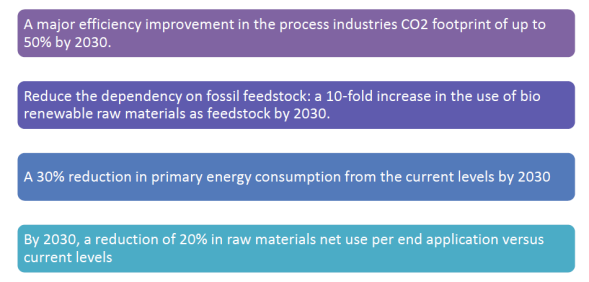 A major efficiency improvement in the process industries CO2 footprint of up to
50% by 2030.
Reduce the dependency on fossil feedstock: a 10-fold increase in the use of bio
renewable raw materials as feedstock by 2030.
A 30% reduction in primary energy consumption from the current levels by 2030
By 2030, a reduction of 20% in raw materials net use per end application versus
current levels